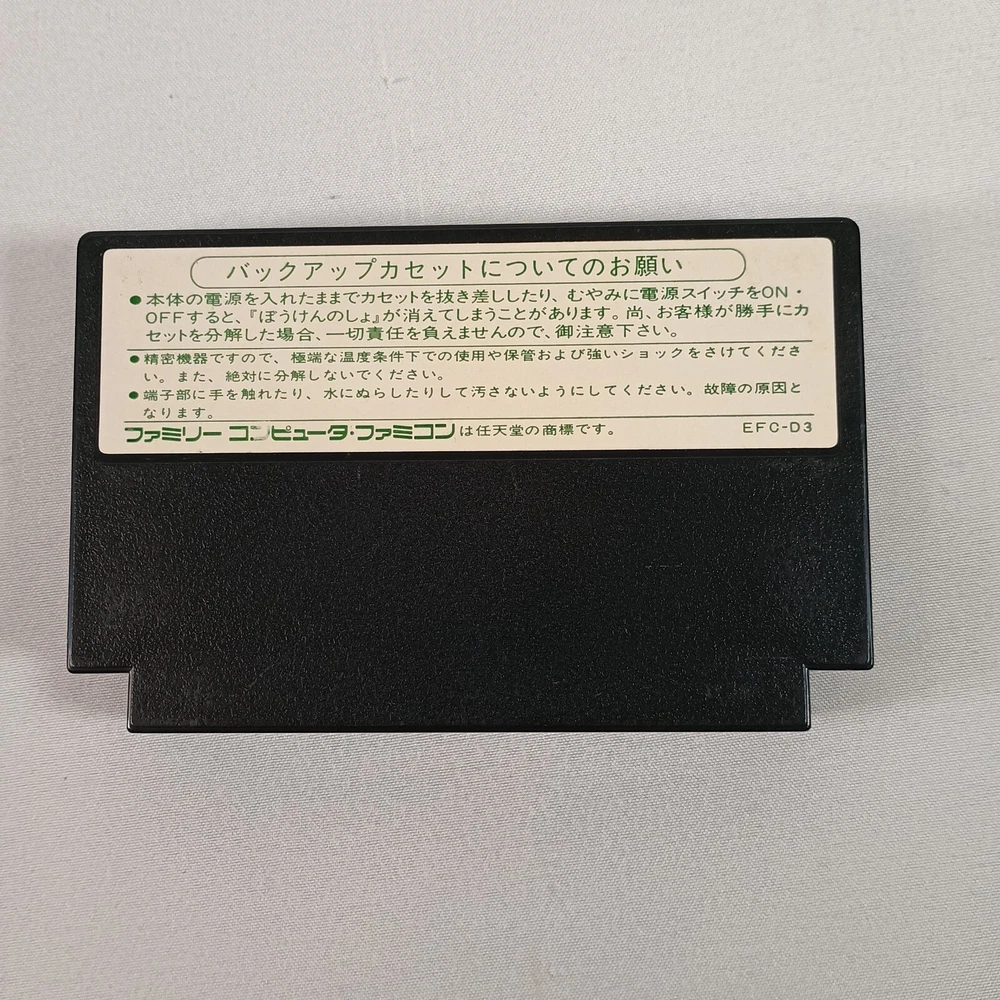 バックアップカセットについてのお願い
●本体の電源を入れたままでカセットを抜き差ししたり、むやみに電源スイッチをON・
OFFすると、『ぼうけんのしょ』が消えてしまうことがあります。尚、お客様が勝手にカ
セットを分解した場合、一切責任を負えませんので、御注意下さい。
●精密機器ですので、極端な温度条件下での使用や保管および強いショックをさけてくださ
い。また、絶対に分解しないでください。
●端子部に手を触れたり、水にぬらしたりして汚さないようにしてください。故障の原因と
なります。
ファミリー コンピュータ・ファミコンは任天堂の商標です。 EFC-D3